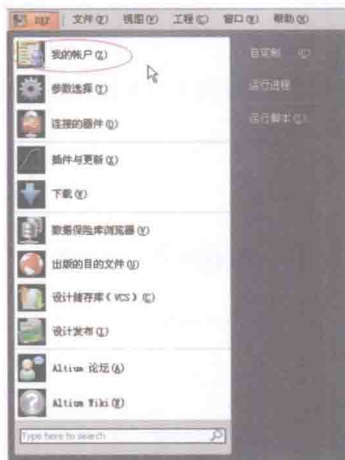 文件(F) 视图(V) 工程(C) 窗口(W) 帮助(H)
我的帐户(Z)
参数选择(Y)
连接的器件(Q)
插件与更新(X)
下载(W)
数据保险库浏览器(V)
出版的目的文件(U)
设计储存库(VCS)(C)
设计发布(I)
Altium 论坛(A)
Altium Wiki
Type here to search
自定制
运行进程
运行脚本(S)